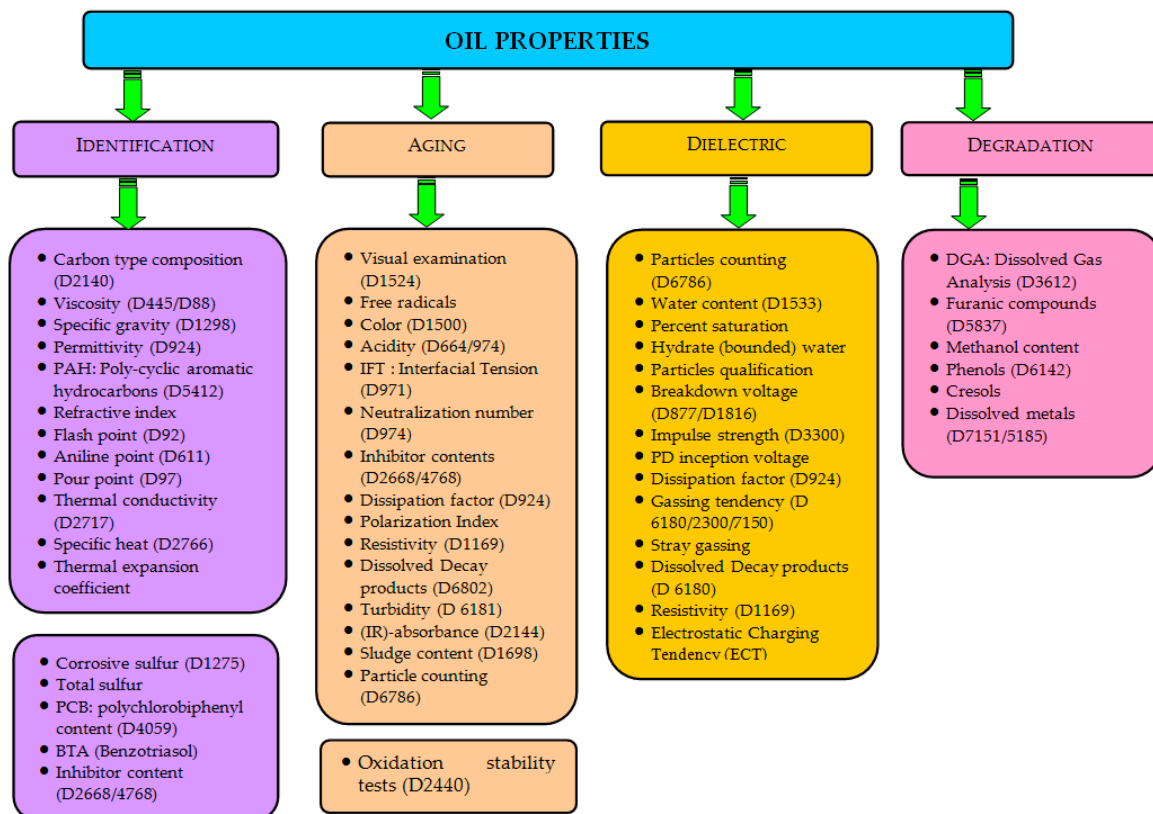 OIL PROPERTIES
IDENTIFICATION
AGING
DIELECTRIC
DEGRADATION
• Carbon type composition
(D2140)
• Viscosity (D445/D88)
• Specific gravity (D1298)
• Permittivity (D924)
• PAH: Poly-cyclic aromatic
hydrocarbons (D5412)
• Refractive index
• Flash point (D92)
• Aniline point (D611)
• Pour point (D97)
• Thermal conductivity
(D2717)
• Specific heat (D2766)
• Thermal expansion
coefficient
• Corrosive sulfur (D1275)
• Total sulfur
• PCB: polychlorobiphenyl
content (D4059)
• BTA (Benzotriasol)
• Inhibitor content
(D2668/4768)
• Visual examination
(D1524)
• Free radicals
• Color (D1500)
• Acidity (D664/974)
• IFT : Interfacial Tension
(D971)
• Neutralization number
(D974)
• Inhibitor contents
(D2668/4768)
• Dissipation factor (D924)
• Polarization Index
• Resistivity (D1169)
• Dissolved Decay
products (D6802)
• Turbidity (D 6181)
• (IR)-absorbance (D2144)
• Sludge content (D1698)
• Particle counting
(D6786)
• Oxidation stability
tests (D2440)
• Particles counting
(D6786)
• Water content (D1533)
• Percent saturation
• Hydrate (bounded) water
• Particles qualification
• Breakdown voltage
(D877/D1816)
• Impulse strength (D3300)
• PD inception voltage
• Dissipation factor (D924)
• Gassing tendency (D
6180/2300/7150)
• Stray gassing
• Dissolved Decay products
(D 6180)
• Resistivity (D1169)
• Electrostatic Charging
Tendency (ECT)
• DGA: Dissolved Gas
Analysis (D3612)
• Furanic compounds
(D5837)
• Methanol content
• Phenols (D6142)
• Cresols
• Dissolved metals
(D7151/5185)